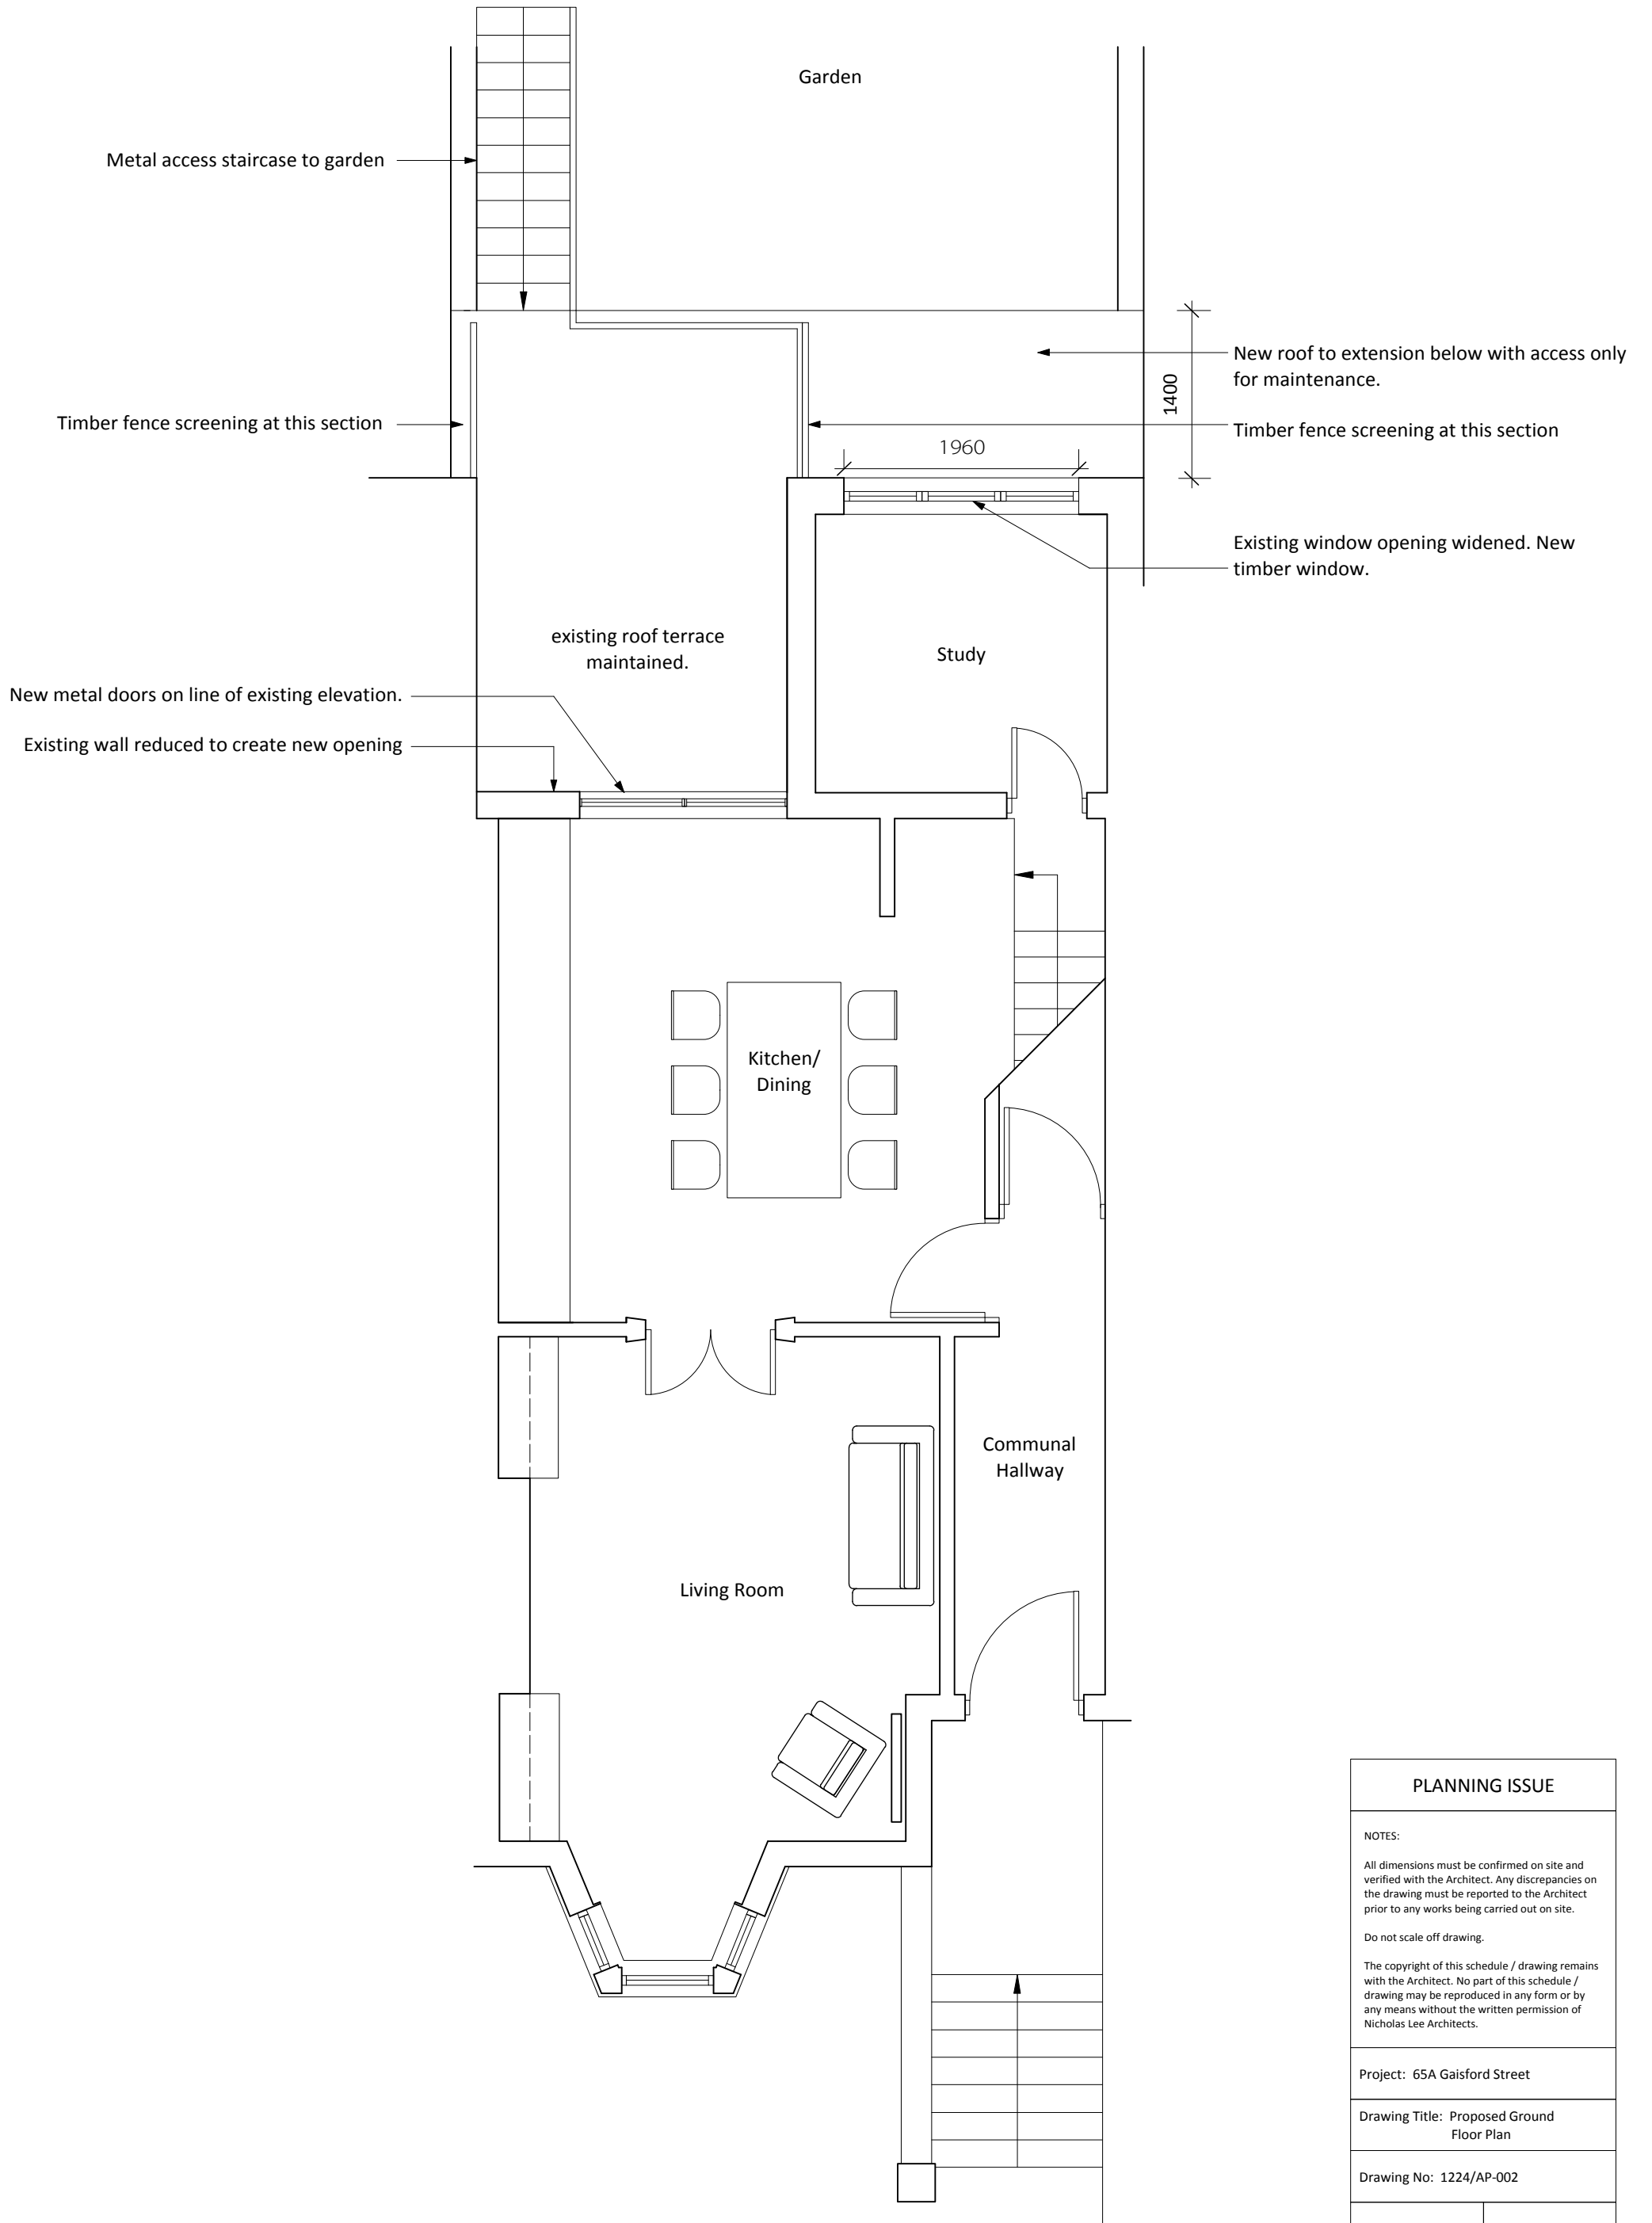 Garden
Metal access staircase to garden
New roof to extension below with access only
for maintenance.
1400
Timber fence screening at this section
Timber fence screening at this section
1960
Existing window opening widened. New
timber window.
existing roof terrace
maintained.
Study
New metal doors on line of existing elevation.
Existing wall reduced to create new opening
Kitchen/
Dining
Communal
Hallway
Living Room
PLANNING ISSUE
NOTES:
All dimensions must be confirmed on site and
verified with the Architect. Any discrepancies on
the drawing must be reported to the Architect
prior to any works being carried out on site.
Do not scale off drawing.
The copyright of this schedule / drawing remains
with the Architect. No part of this schedule /
drawing may be reproduced in any form or by
any means without the written permission of
Nicholas Lee Architects.
Project: 65A Gaisford Street
Drawing Title: Proposed Ground
Floor Plan
Drawing No: 1224/AP-002